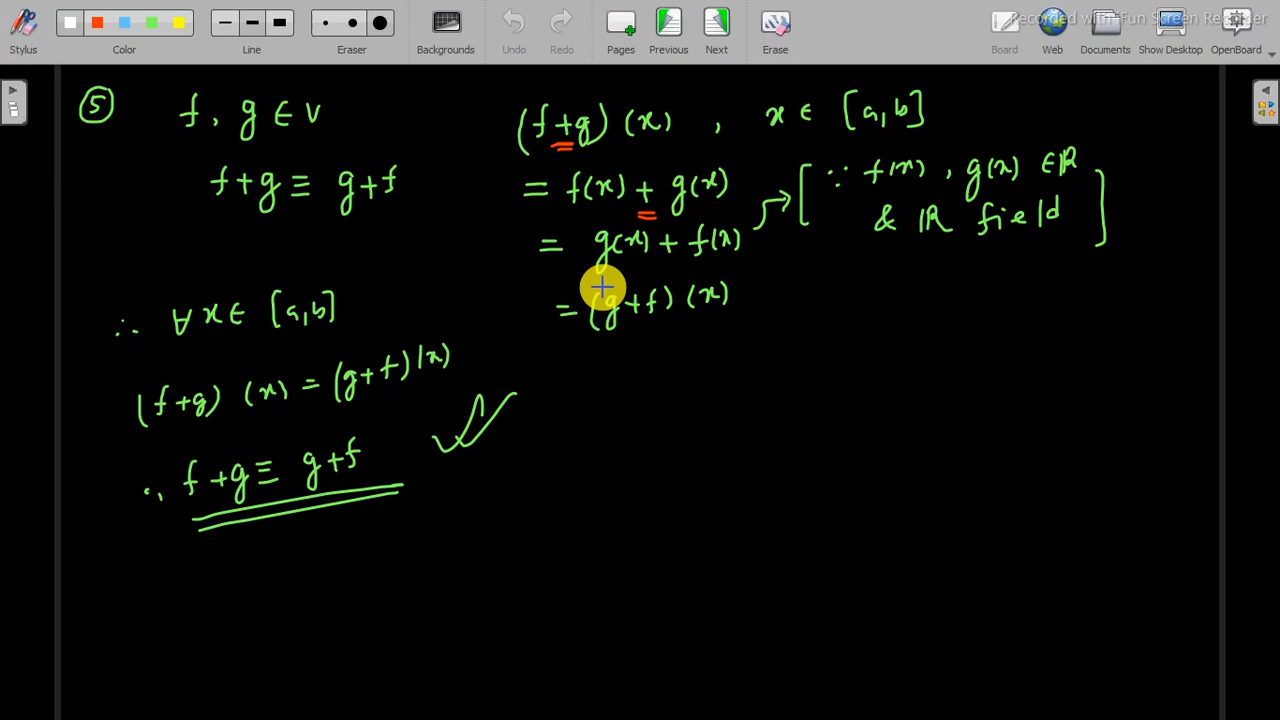 Recorded with iFun Screen Recorder
Stylus Color Line Eraser Backgrounds Undo Redo Pages Previous Next Erase Board Web Documents Show Desktop OpenBoard
⑤ f, g ∈ V
f+g ≡ g+f
(f+g) (x) , x ∈ [a,b]
= f(x) + g(x)
= g(x) + f(x) → [∵ f(x), g(x) ∈ ℝ
& ℝ field]
= (g+f) (x)
∴ ∀ x ∈ [a,b]
(f+g) (x) = (g+f) (x)
∴ f+g ≡ g+f